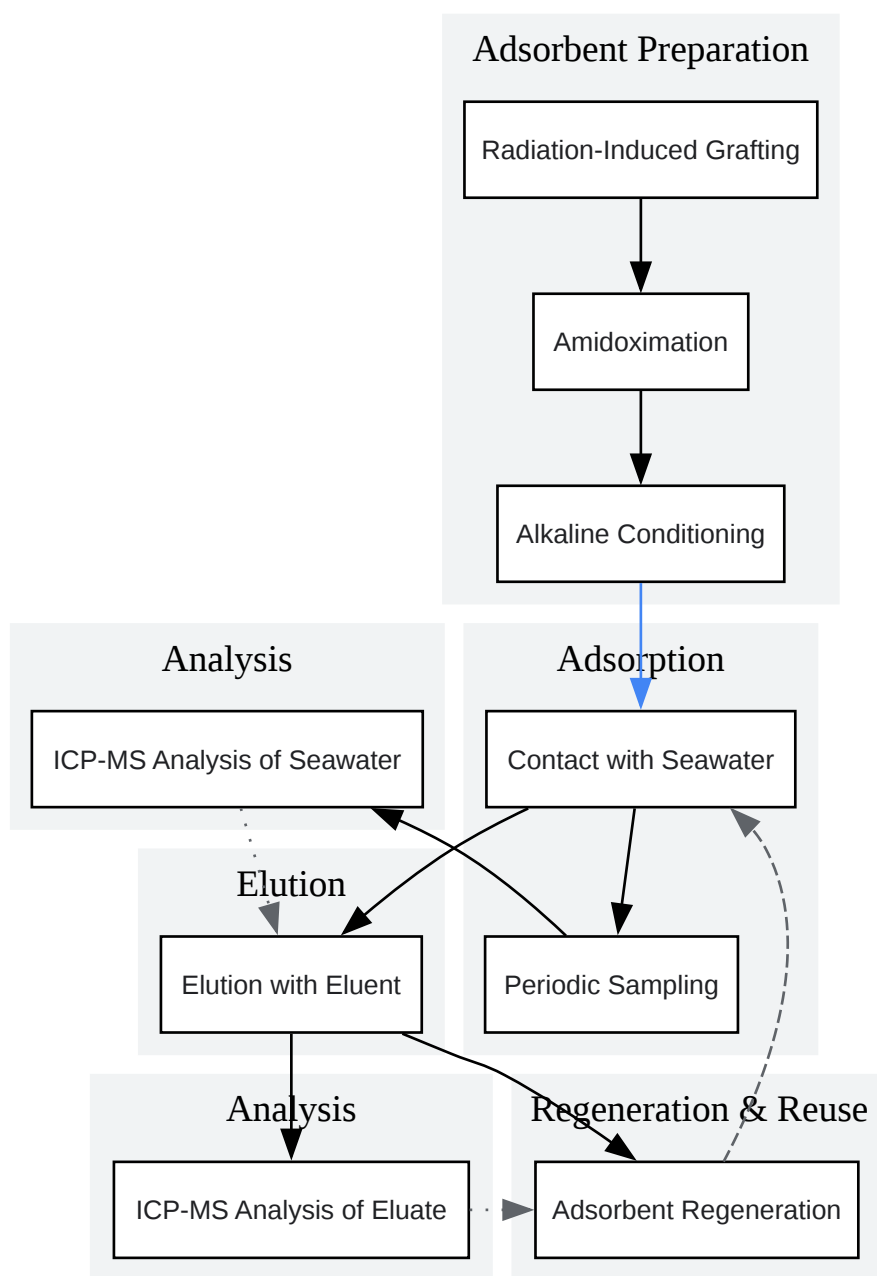 Adsorbent Preparation
Radiation-Induced Grafting
Amidoximation
Alkaline Conditioning
Analysis
Adsorption
ICP-MS Analysis of Seawater
Contact with Seawater
Elution
Elution with Eluent
Periodic Sampling
Analysis
Regeneration & Reuse
ICP-MS Analysis of Eluate
Adsorbent Regeneration